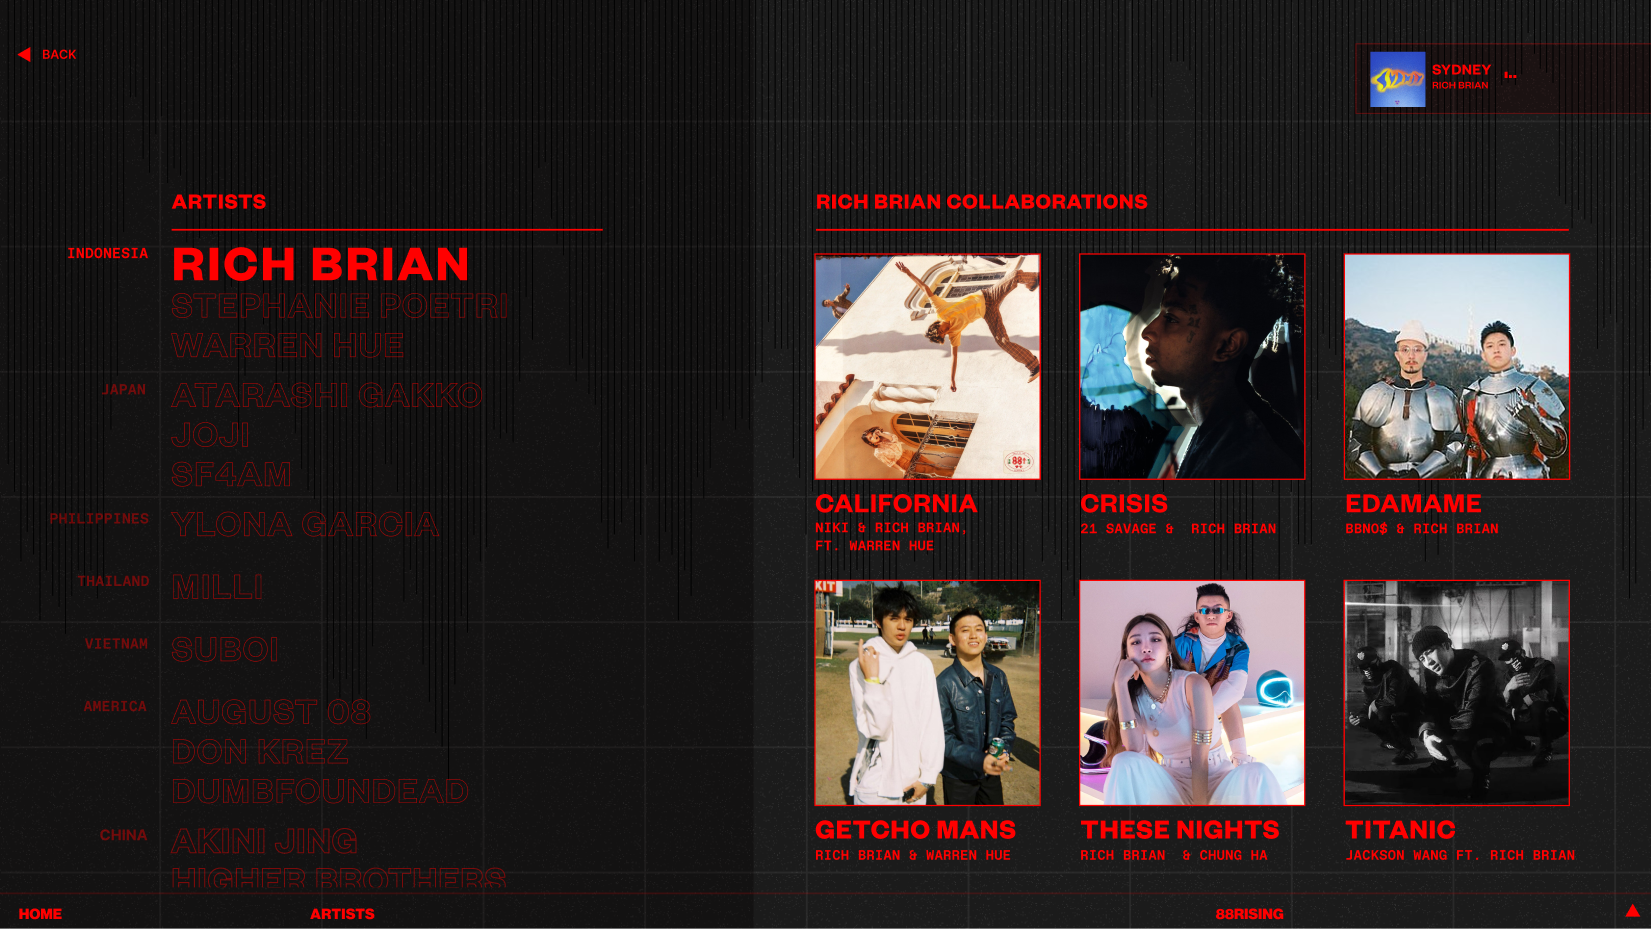 BACK
SYDNEY
RICH BRIAN
ARTISTS
INDONESIA
RICH BRIAN
STEPHANIE POETRI
WARREN HUE
JAPAN
ATARASHI GAKKO
JOJI
SF4AM
PHILIPPINES
YLONA GARCIA
THAILAND
MILLI
VIETNAM
SUBOI
AMERICA
AUGUST 08
DON KREZ
DUMBFOUNDEAD
CHINA
AKINI JING
HIGHER BROTHERS
RICH BRIAN COLLABORATIONS
88
CALIFORNIA
NIKI & RICH BRIAN,
FT. WARREN HUE
CRISIS
21 SAVAGE & RICH BRIAN
EDAMAME
BBNO$ & RICH BRIAN
KIT
GETCHO MANS
RICH BRIAN & WARREN HUE
THESE NIGHTS
RICH BRIAN & CHUNG HA
TITANIC
JACKSON WANG FT. RICH BRIAN
HOME
ARTISTS
88RISING